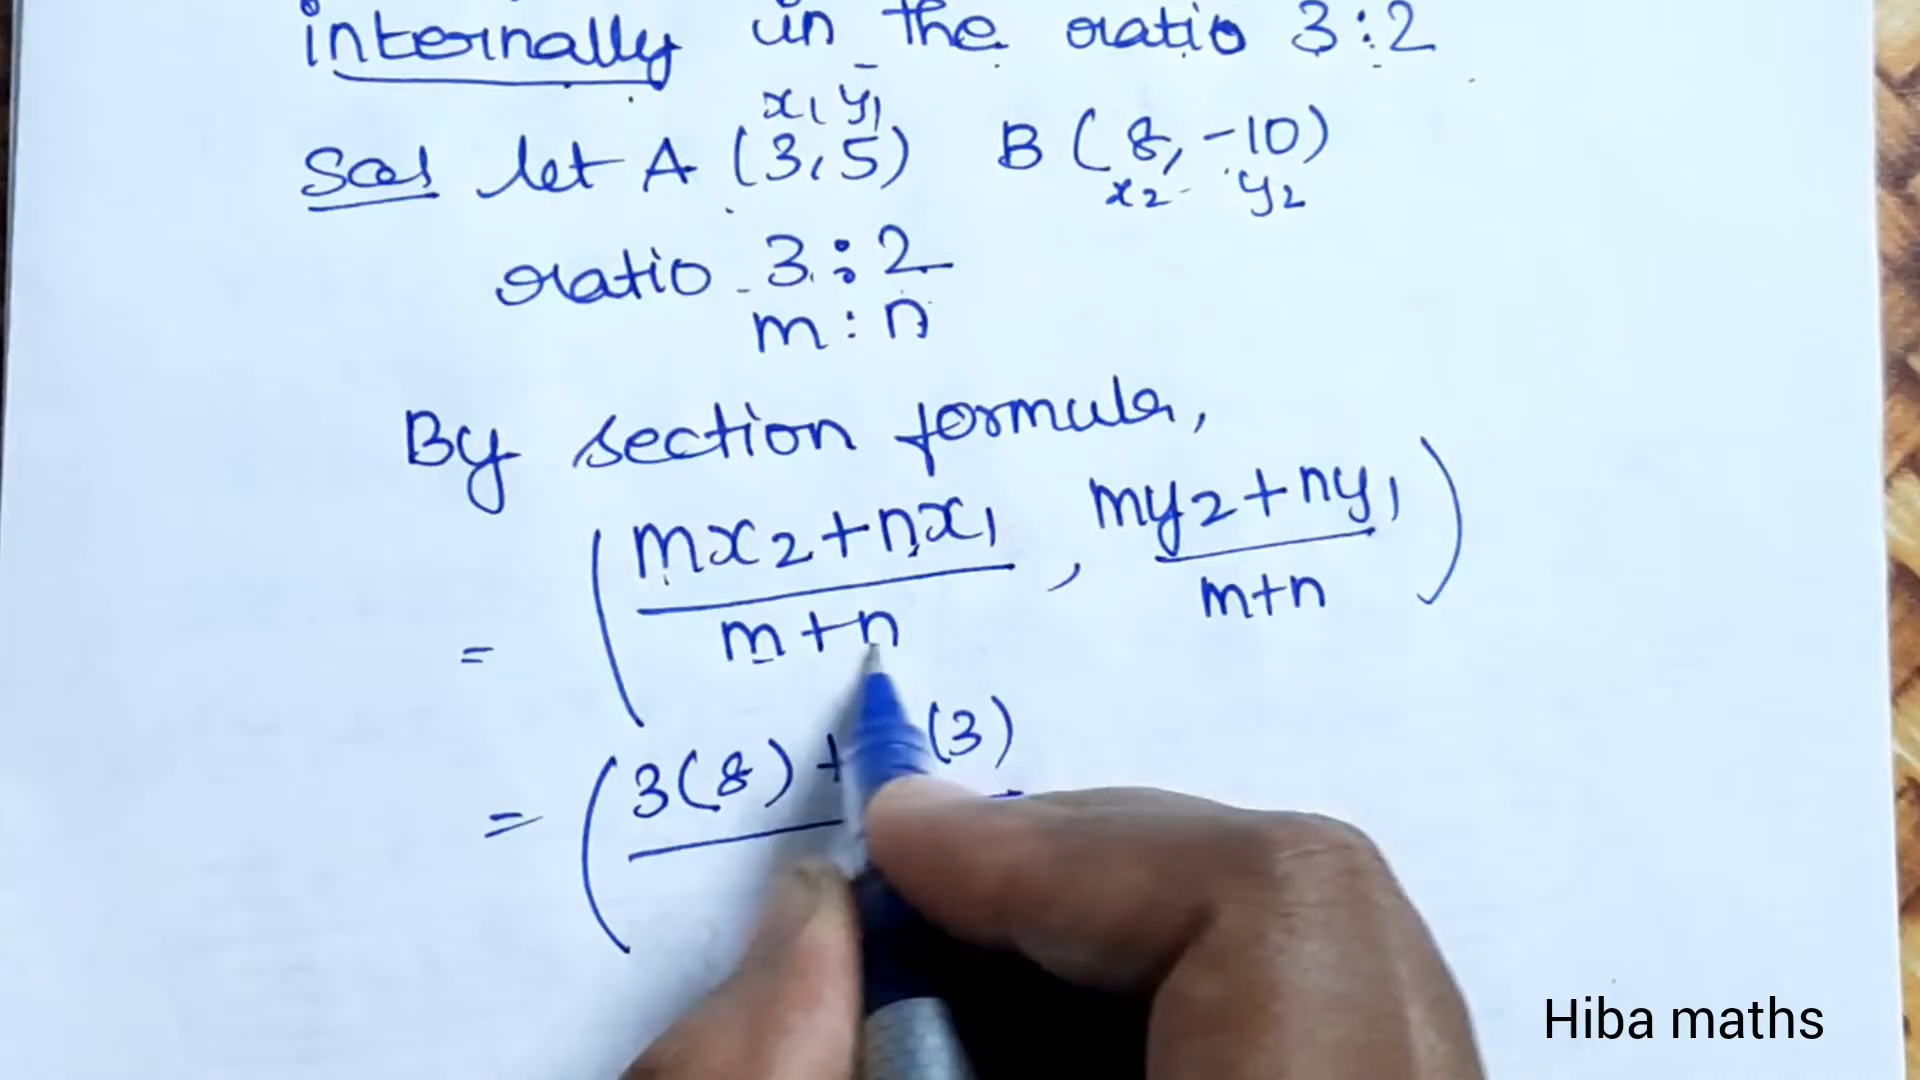 internally in the ratio 3:2
x₁ y₁
Sol let A (3,5) B (8,-10)
x₂ y₂
ratio 3:2
m:n
By section formula,
= (mx₂+nx₁/m+n, my₂+ny₁/m+n)
= (3(8)+ (3)
Hiba maths